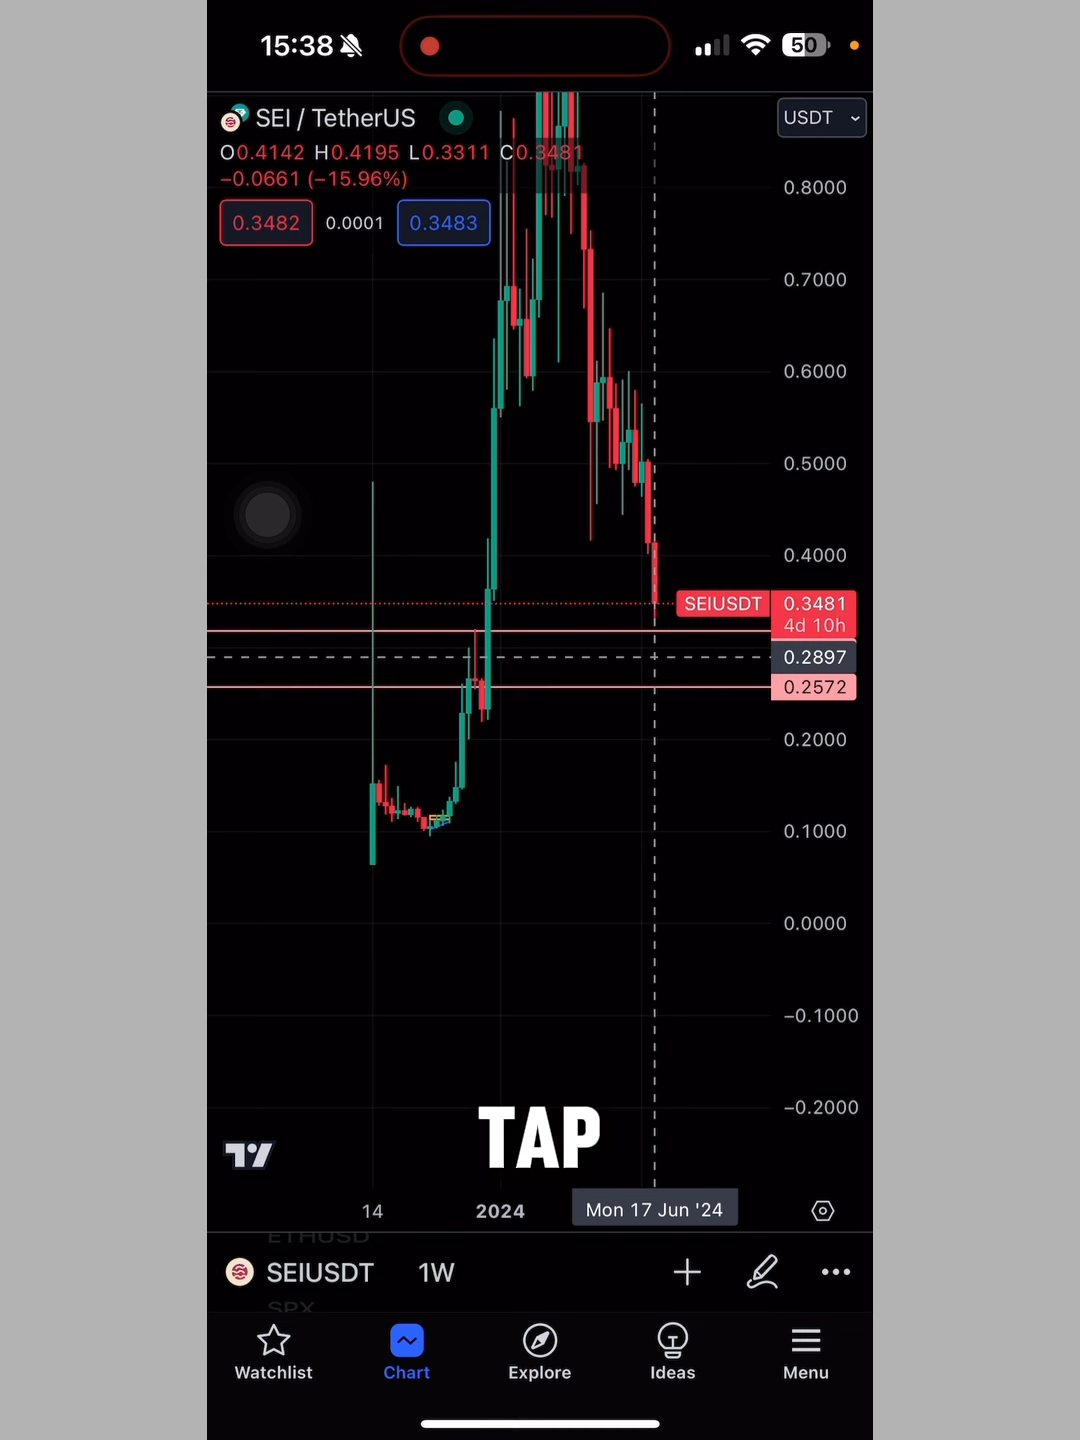 15:38
50
SEI / TetherUS
USDT
O0.4142 H0.4195 L0.3311 C0.3481
−0.0661 (−15.96%)
0.3482 0.0001 0.3483
0.8000
0.7000
0.6000
0.5000
0.4000
SEIUSDT 0.3481
4d 10h
0.2897
0.2572
0.2000
0.1000
0.0000
−0.1000
−0.2000
TAP
14 2024 Mon 17 Jun '24
ETHUSD
SEIUSDT 1W
SPX
Watchlist Chart Explore Ideas Menu